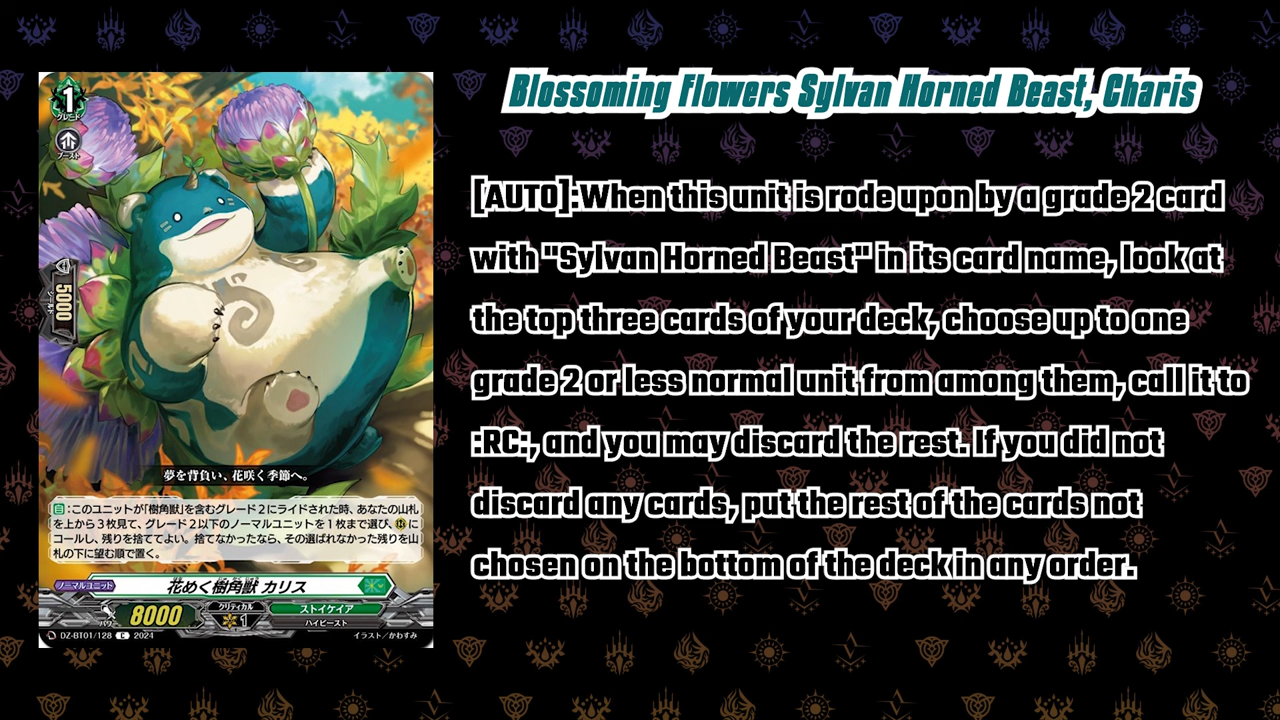 Blossoming Flowers Sylvan Horned Beast, Charis
[AUTO]:When this unit is rode upon by a grade 2 card
with "Sylvan Horned Beast" in its card name, look at
the top three cards of your deck, choose up to one
grade 2 or less normal unit from among them, call it to
:RC:, and you may discard the rest. If you did not
discard any cards, put the rest of the cards not
chosen on the bottom of the deck in any order.
1
グレード
ブースト
5000
シールド
夢を背負い、花咲く季節へ。
自:このユニットが「樹角獣」を含むグレード2にライドされた時、あなたの山札
を上から3枚見て、グレード2以下のノーマルユニットを1枚まで選び、Ⓡに
コールし、残りを捨ててよい。捨てなかったなら、その選ばれなかった残りを山
札の下に望む順で置く。
ノーマルユニット
花めく樹角獣 カリス
パワー 8000 クリティカル 1 ストイケイア
ハイビースト
DZ-BT01/128 C 2024 イラスト/かわすみ